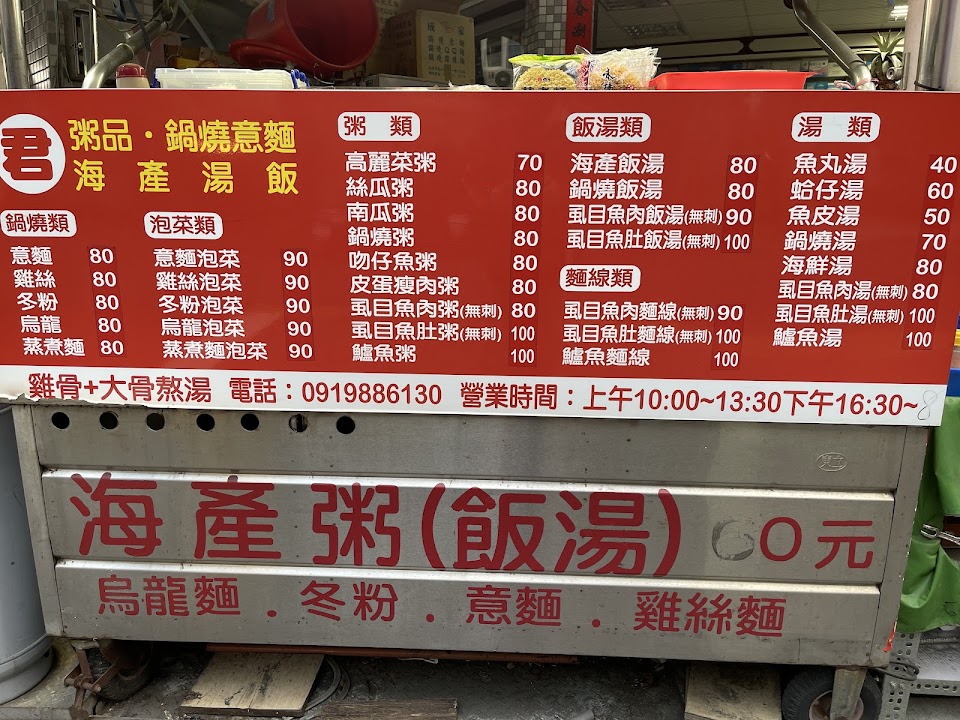 君
粥品·鍋燒意麵
海產湯飯
鍋燒類
意麵 80
雞絲 80
冬粉 80
烏龍 80
蒸煮麵 80
泡菜類
意麵泡菜 90
雞絲泡菜 90
冬粉泡菜 90
烏龍泡菜 90
蒸煮麵泡菜 90
粥類
高麗菜粥 70
絲瓜粥 80
南瓜粥 80
鍋燒粥 80
吻仔魚粥 80
皮蛋瘦肉粥 80
虱目魚肉粥(無刺) 80
虱目魚肚粥(無刺) 100
鱸魚粥 100
飯湯類
海產飯湯 80
鍋燒飯湯 80
虱目魚肉飯湯(無刺) 90
虱目魚肚飯湯(無刺) 100
麵線類
虱目魚肉麵線(無刺) 90
虱目魚肚麵線(無刺) 100
鱸魚麵線 100
湯類
魚丸湯 40
蛤仔湯 60
魚皮湯 50
鍋燒湯 70
海鮮湯 80
虱目魚肉湯(無刺) 80
虱目魚肚湯(無刺) 100
鱸魚湯 100
雞骨+大骨熬湯 電話：0919886130 營業時間：上午10:00~13:30下午16:30~8
海產粥(飯湯) 60元
烏龍麵．冬粉．意麵．雞絲麵